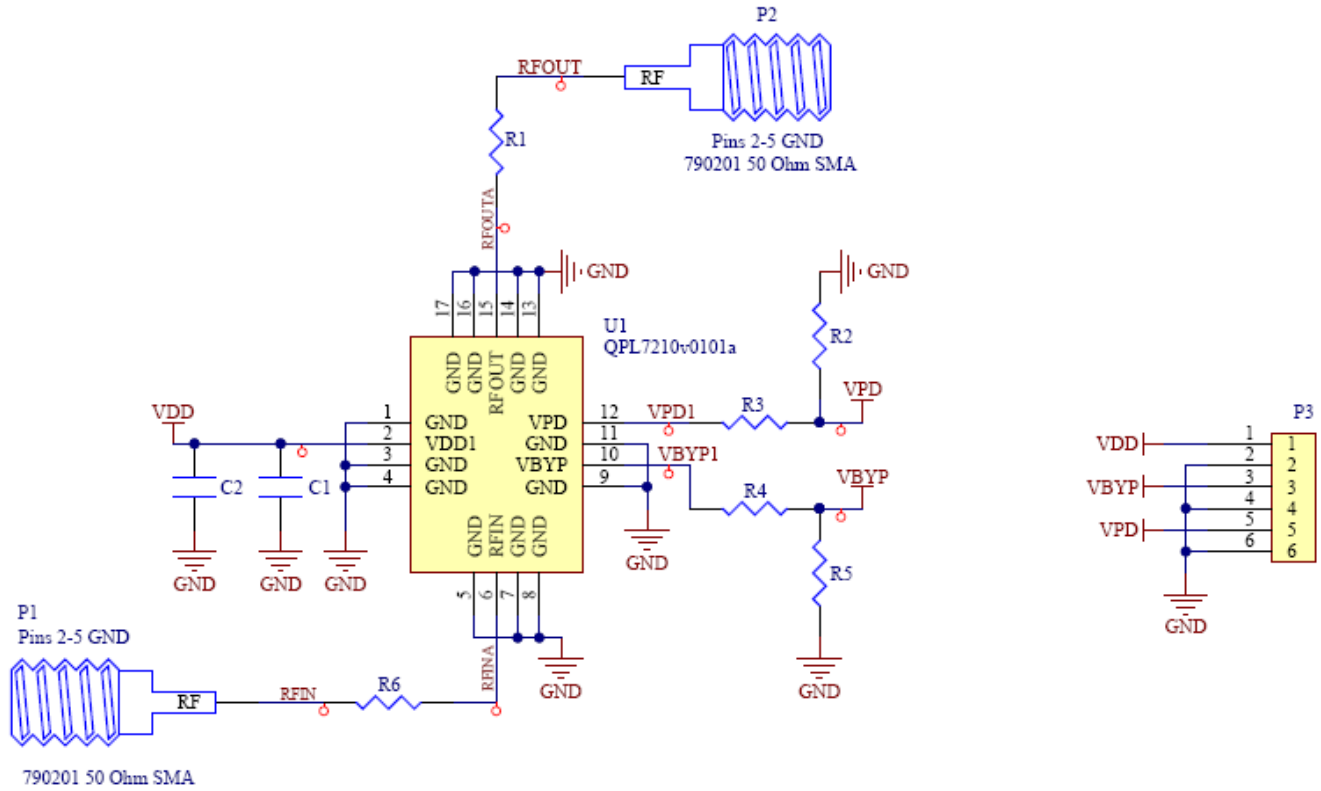 P2
RFOUT
RF
R1
Pins 2-5 GND
790201 50 Ohm SMA
RFOUTA
GND
GND
17
16
15
14
13
U1
QPL7210v0101a
R2
GND
GND
RFOUT
GND
GND
VDD
1
GND
2
VDD1
3
GND
4
GND
VPD
12
VPD1
R3
VPD
GND
11
VBYP
10
VBYP1
GND
9
R4
VBYP
P3
VDD
1
1
2
2
VBYP
3
3
4
4
VPD
5
5
6
6
GND
C2
C1
GND
GND
GND
GND
RFIN
GND
GND
GND
R5
5
6
7
8
P1
Pins 2-5 GND
RFINA
GND
GND
RF
RFIN
R6
790201 50 Ohm SMA